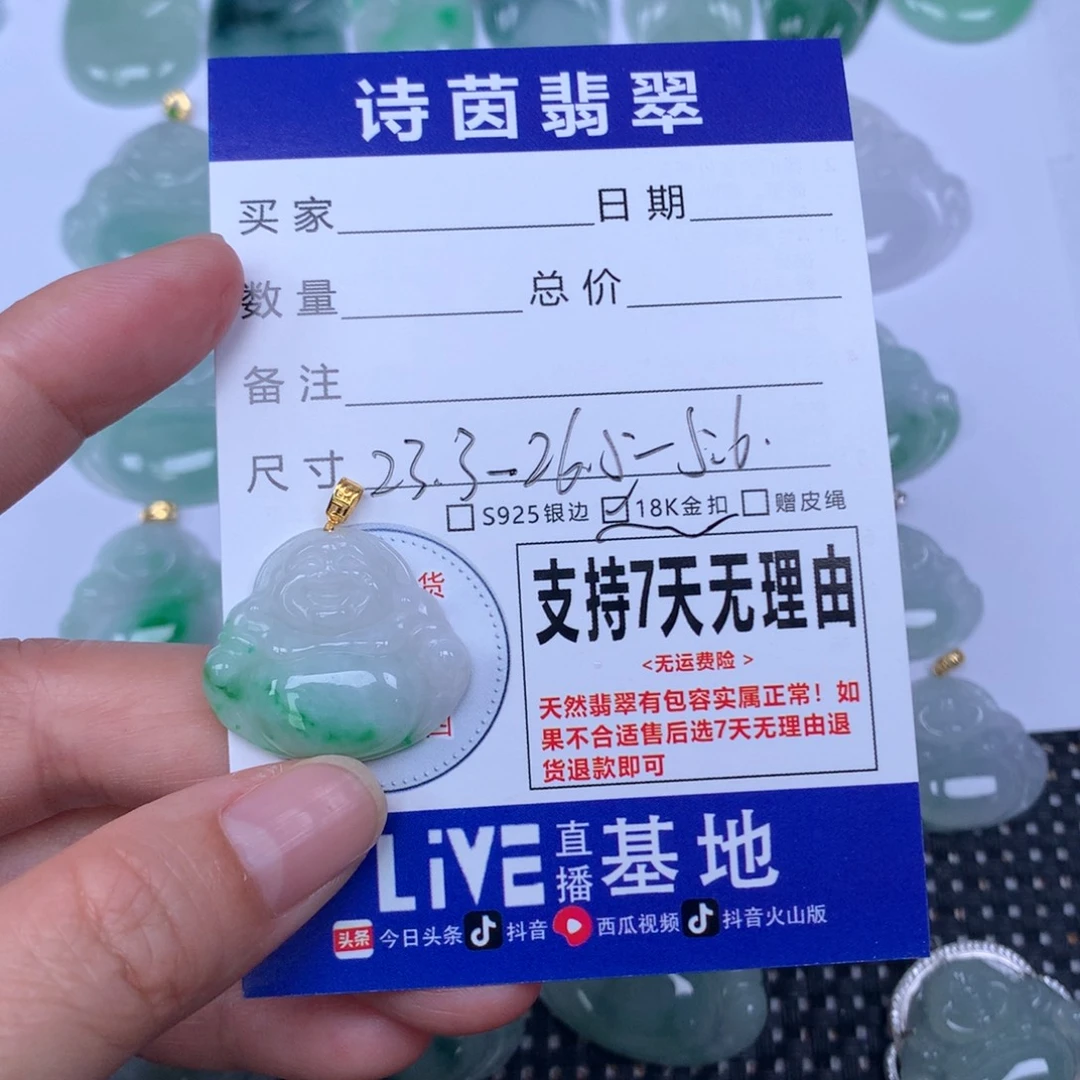 诗茵翡翠
买家 日期
数量 总价
备注
尺寸 23.3-26.5-5.6.
S925银边 18K金扣 赠皮绳
货
支持7天无理由
<无运费险>
天然翡翠有包容实属正常!如
果不合适售后选7天无理由退
货退款即可
LiVE直播基地
头条 今日头条 抖音 西瓜视频 抖音火山版